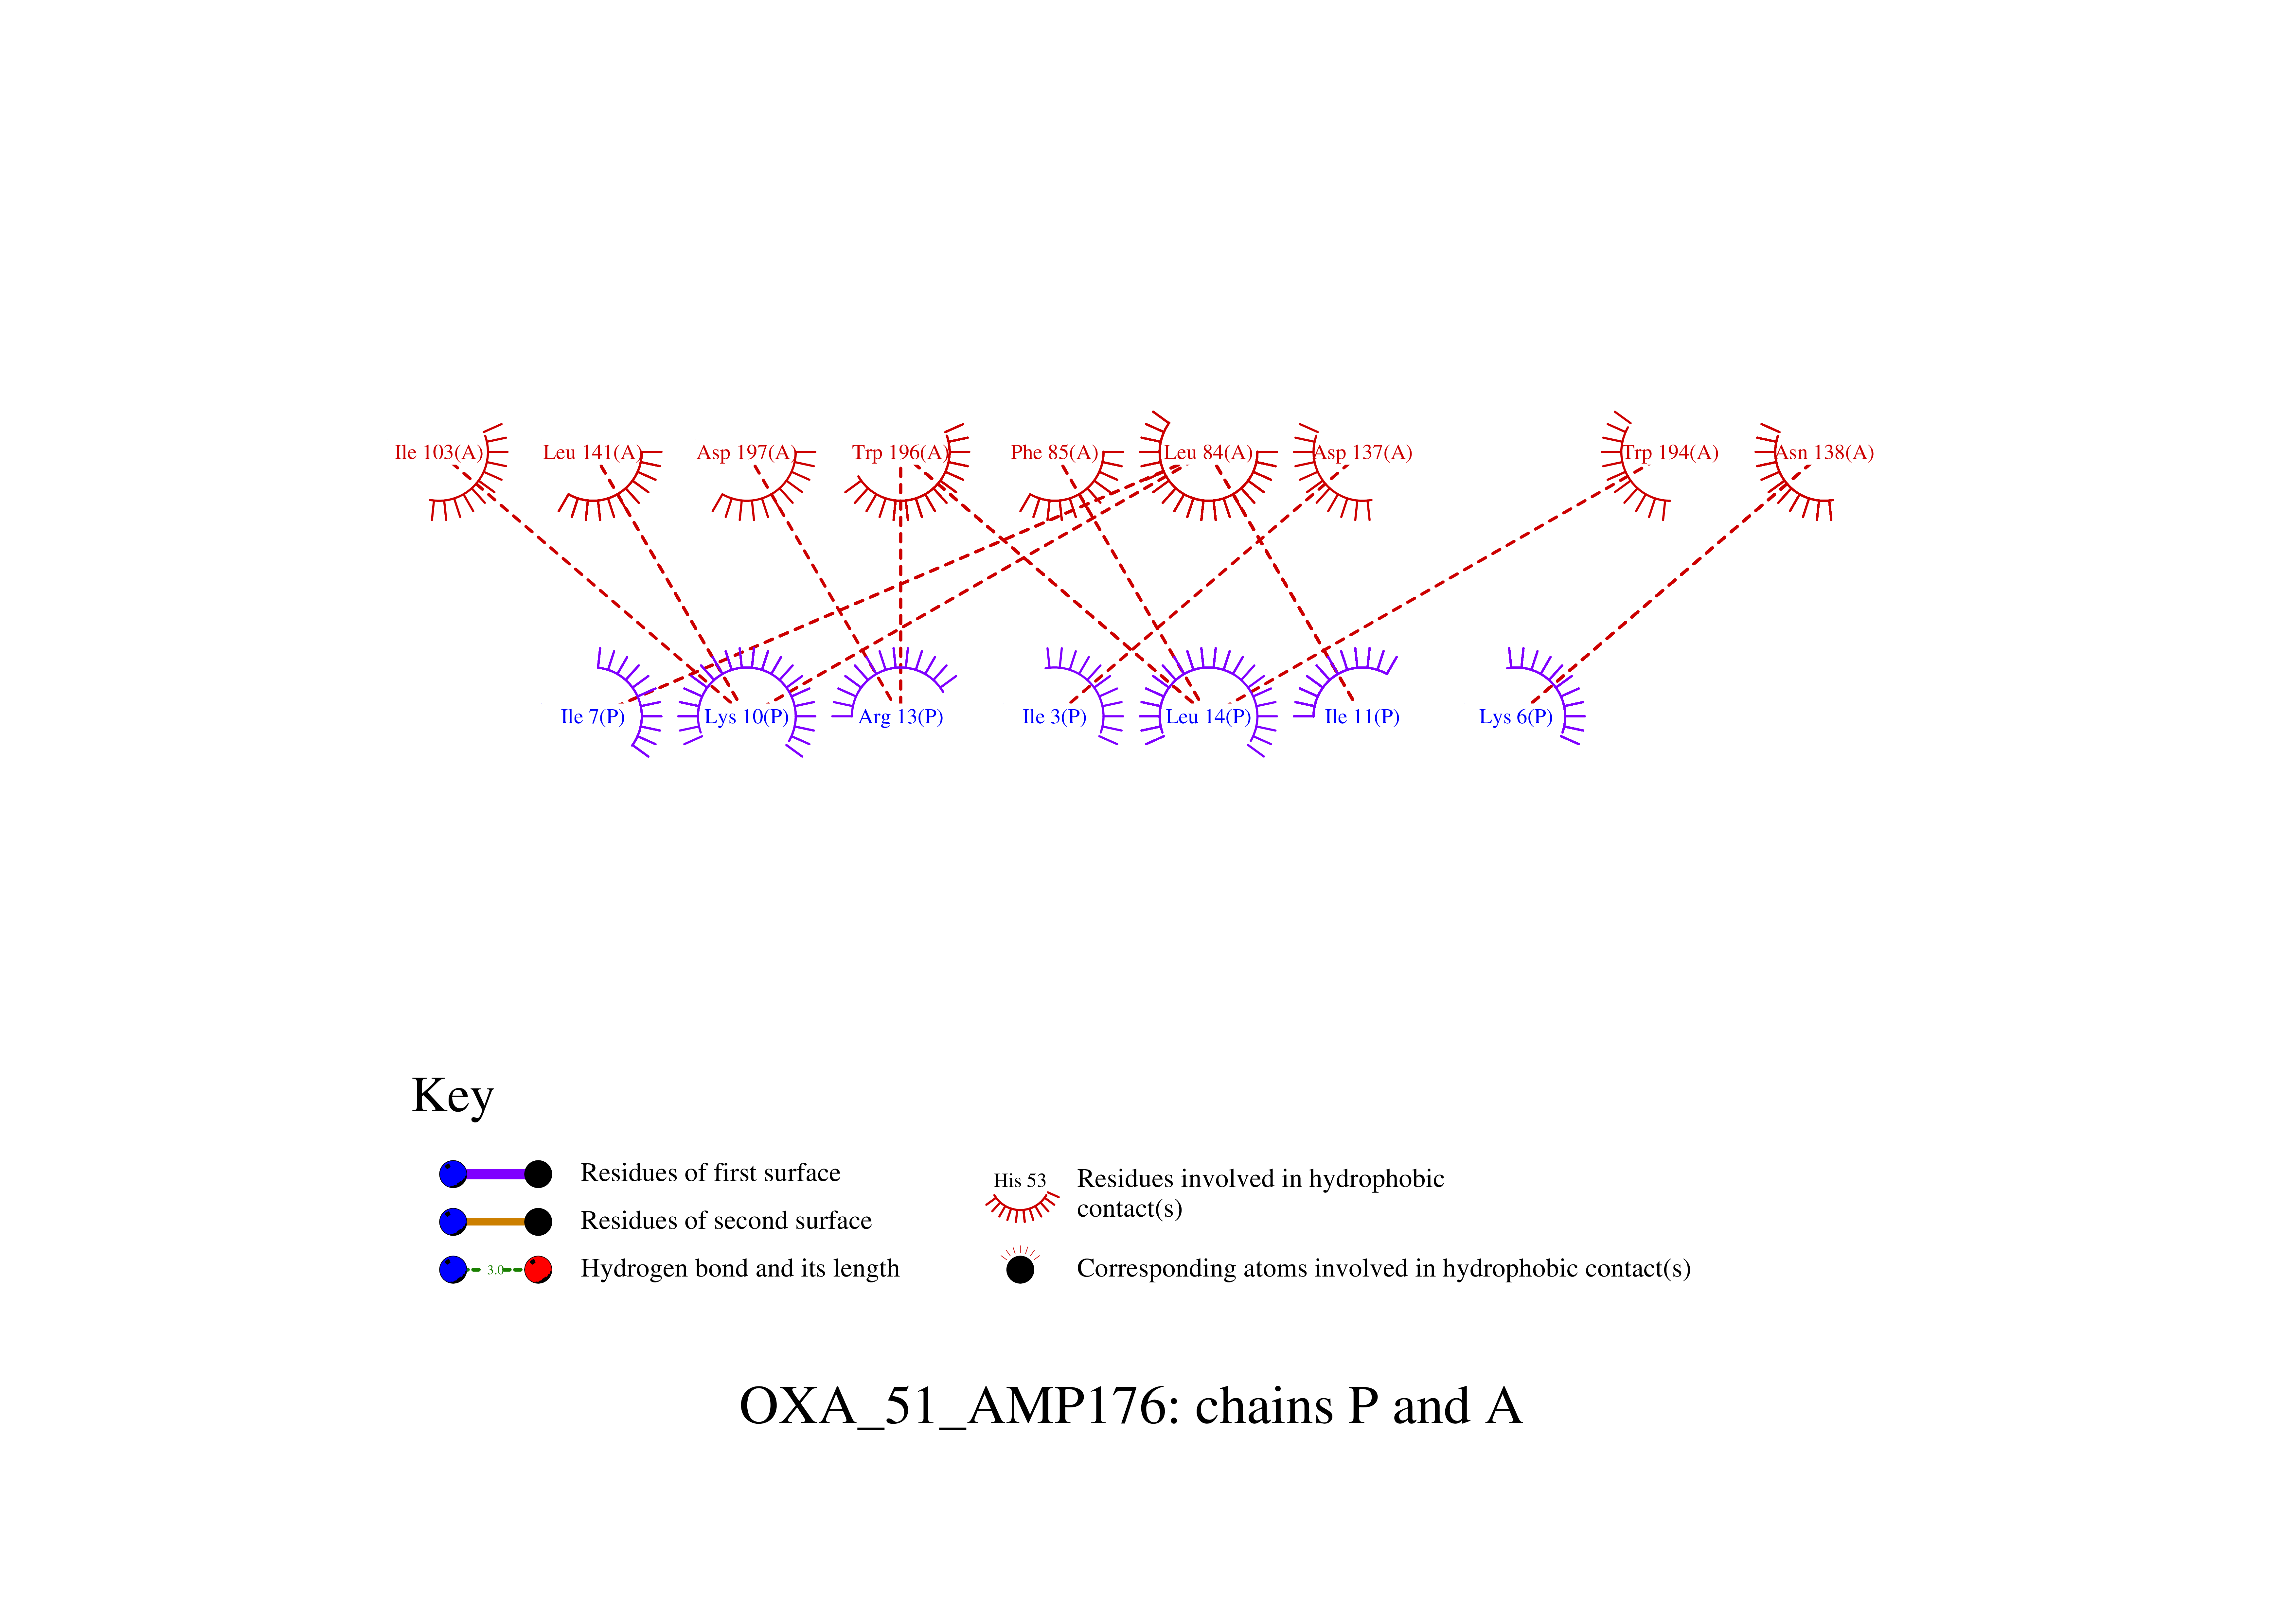 Ile 103(A) Leu 141(A) Asp 197(A) Trp 196(A) Phe 85(A) Leu 84(A) Asp 137(A) Trp 194(A) Asn 138(A)
Ile 7(P) Lys 10(P) Arg 13(P) Ile 3(P) Leu 14(P) Ile 11(P) Lys 6(P)
Key
Residues of first surface
Residues of second surface
3.0 Hydrogen bond and its length
His 53 Residues involved in hydrophobic
contact(s)
Corresponding atoms involved in hydrophobic contact(s)
OXA_51_AMP176: chains P and A